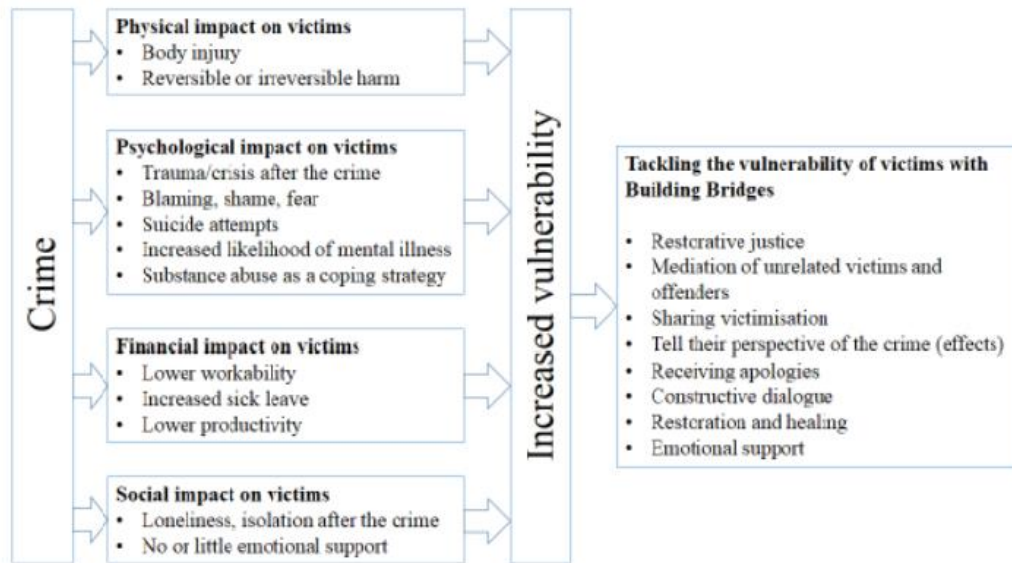 Crime
Physical impact on victims
• Body injury
• Reversible or irreversible harm
Psychological impact on victims
• Trauma/crisis after the crime
• Blaming, shame, fear
• Suicide attempts
• Increased likelihood of mental illness
• Substance abuse as a coping strategy
Financial impact on victims
• Lower workability
• Increased sick leave
• Lower productivity
Social impact on victims
• Loneliness, isolation after the crime
• No or little emotional support
Increased vulnerability
Tackling the vulnerability of victims with
Building Bridges
• Restorative justice
• Mediation of unrelated victims and
offenders
• Sharing victimisation
• Tell their perspective of the crime (effects)
• Receiving apologies
• Constructive dialogue
• Restoration and healing
• Emotional support